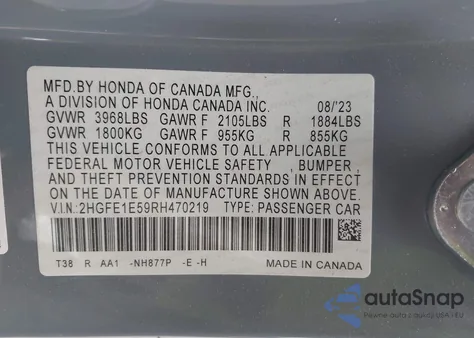 MFD.BY HONDA OF CANADA MFG.,
A DIVISION OF HONDA CANADA INC. 08/'23
GVWR 3968LBS GAWR F 2105LBS R 1884LBS
GVWR 1800KG GAWR F 955KG R 855KG
THIS VEHICLE CONFORMS TO ALL APPLICABLE
FEDERAL MOTOR VEHICLE SAFETY , BUMPER ,
AND THEFT PREVENTION STANDARDS IN EFFECT
ON THE DATE OF MANUFACTURE SHOWN ABOVE.
V.I.N:2HGFE1E59RH470219 TYPE: PASSENGER CAR
T38 R AA1 -NH877P -E -H
MADE IN CANADA
autoSnap